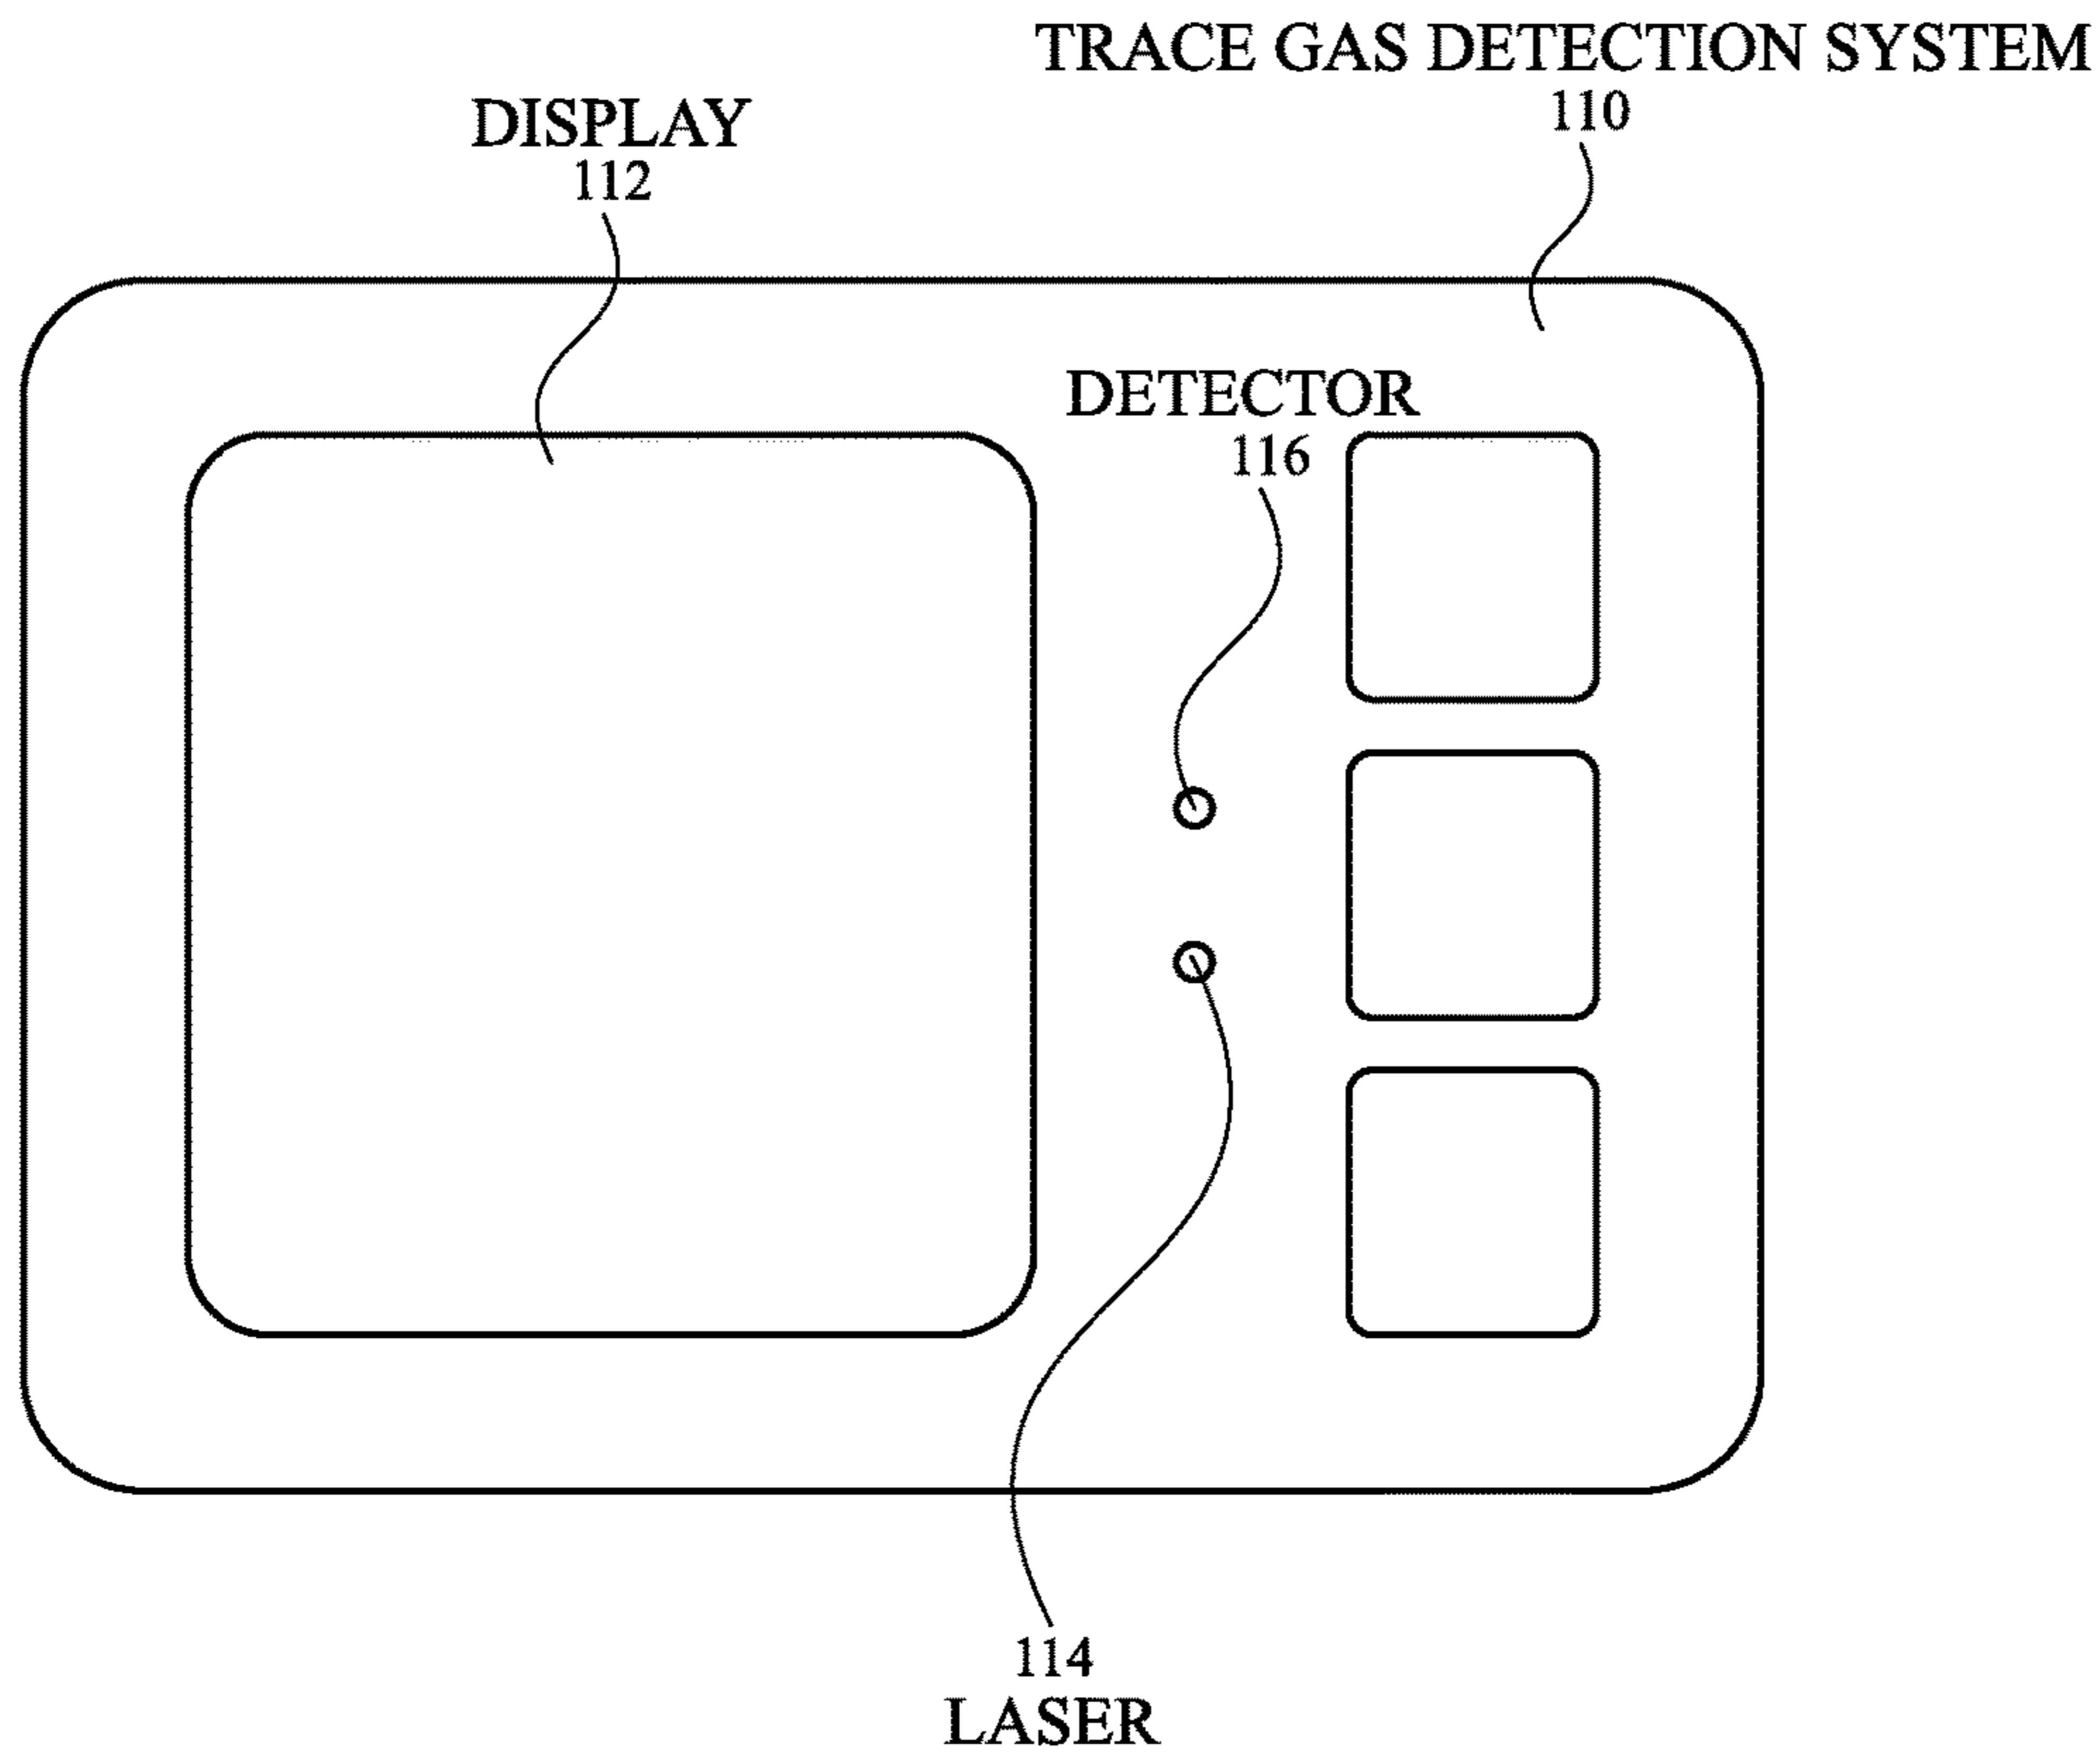 TRACE GAS DETECTION SYSTEM
110
DISPLAY
112
DETECTOR
116
114
LASER